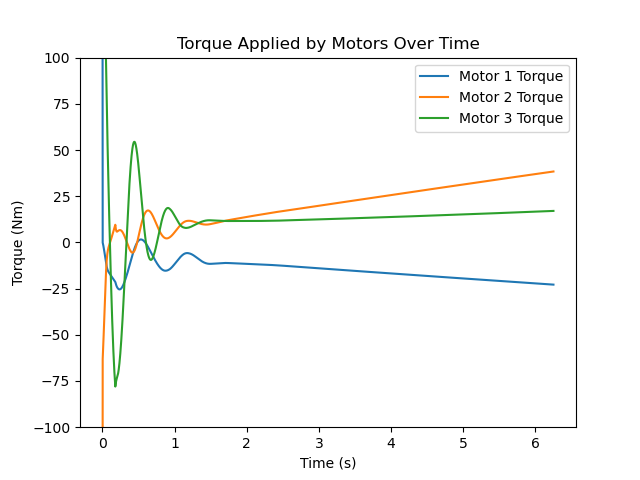 Torque Applied by Motors Over Time
100
75
50
25
0
−25
−50
−75
−100
Torque (Nm)
Motor 1 Torque
Motor 2 Torque
Motor 3 Torque
0 1 2 3 4 5 6
Time (s)